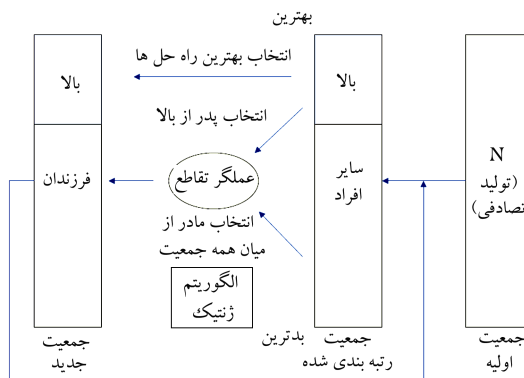 بهترین
بالا
انتخاب بهترین راه حل ها
بالا
انتخاب پدر از بالا
N
(تولید
تصادفی)
سایر
افراد
عملگر تقاطع
فرزندان
انتخاب مادر از
میان همه جمعیت
الگوریتم
ژنتیک
بدترین
جمعیت
اولیه
جمعیت
رتبه بندی شده
جمعیت
جدید